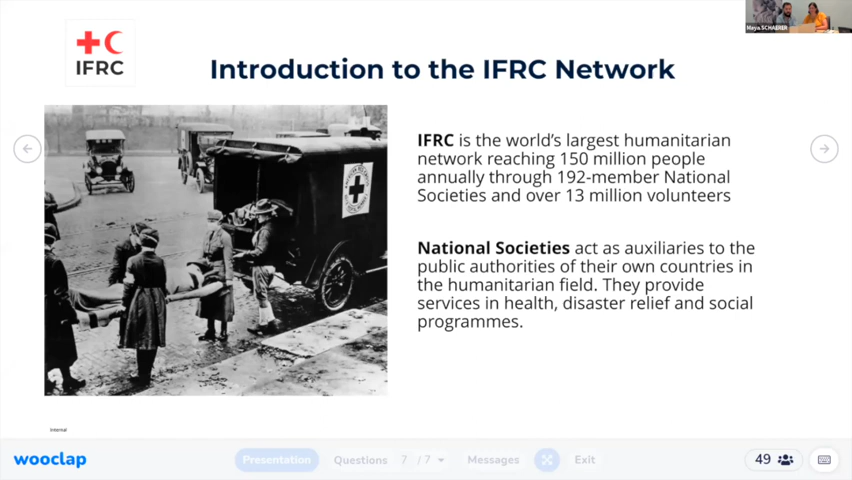 Maya SCHAERER
IFRC
Introduction to the IFRC Network
IFRC is the world's largest humanitarian
network reaching 150 million people
annually through 192-member National
Societies and over 13 million volunteers
National Societies act as auxiliaries to the
public authorities of their own countries in
the humanitarian field. They provide
services in health, disaster relief and social
programmes.
Internal
wooclap
Presentation Questions 7 / 7 Messages Exit
49